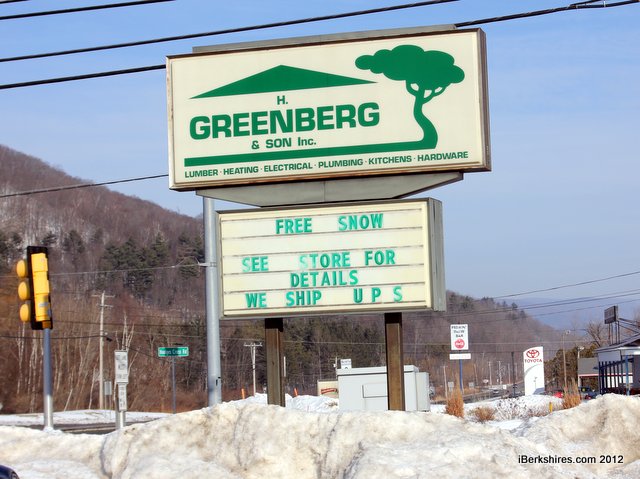 H.
GREENBERG
& SON Inc.
LUMBER · HEATING · ELECTRICAL · PLUMBING · KITCHENS · HARDWARE
FREE SNOW
SEE STORE FOR
DETAILS
WE SHIP U P S
TOYOTA
iBerkshires.com 2012